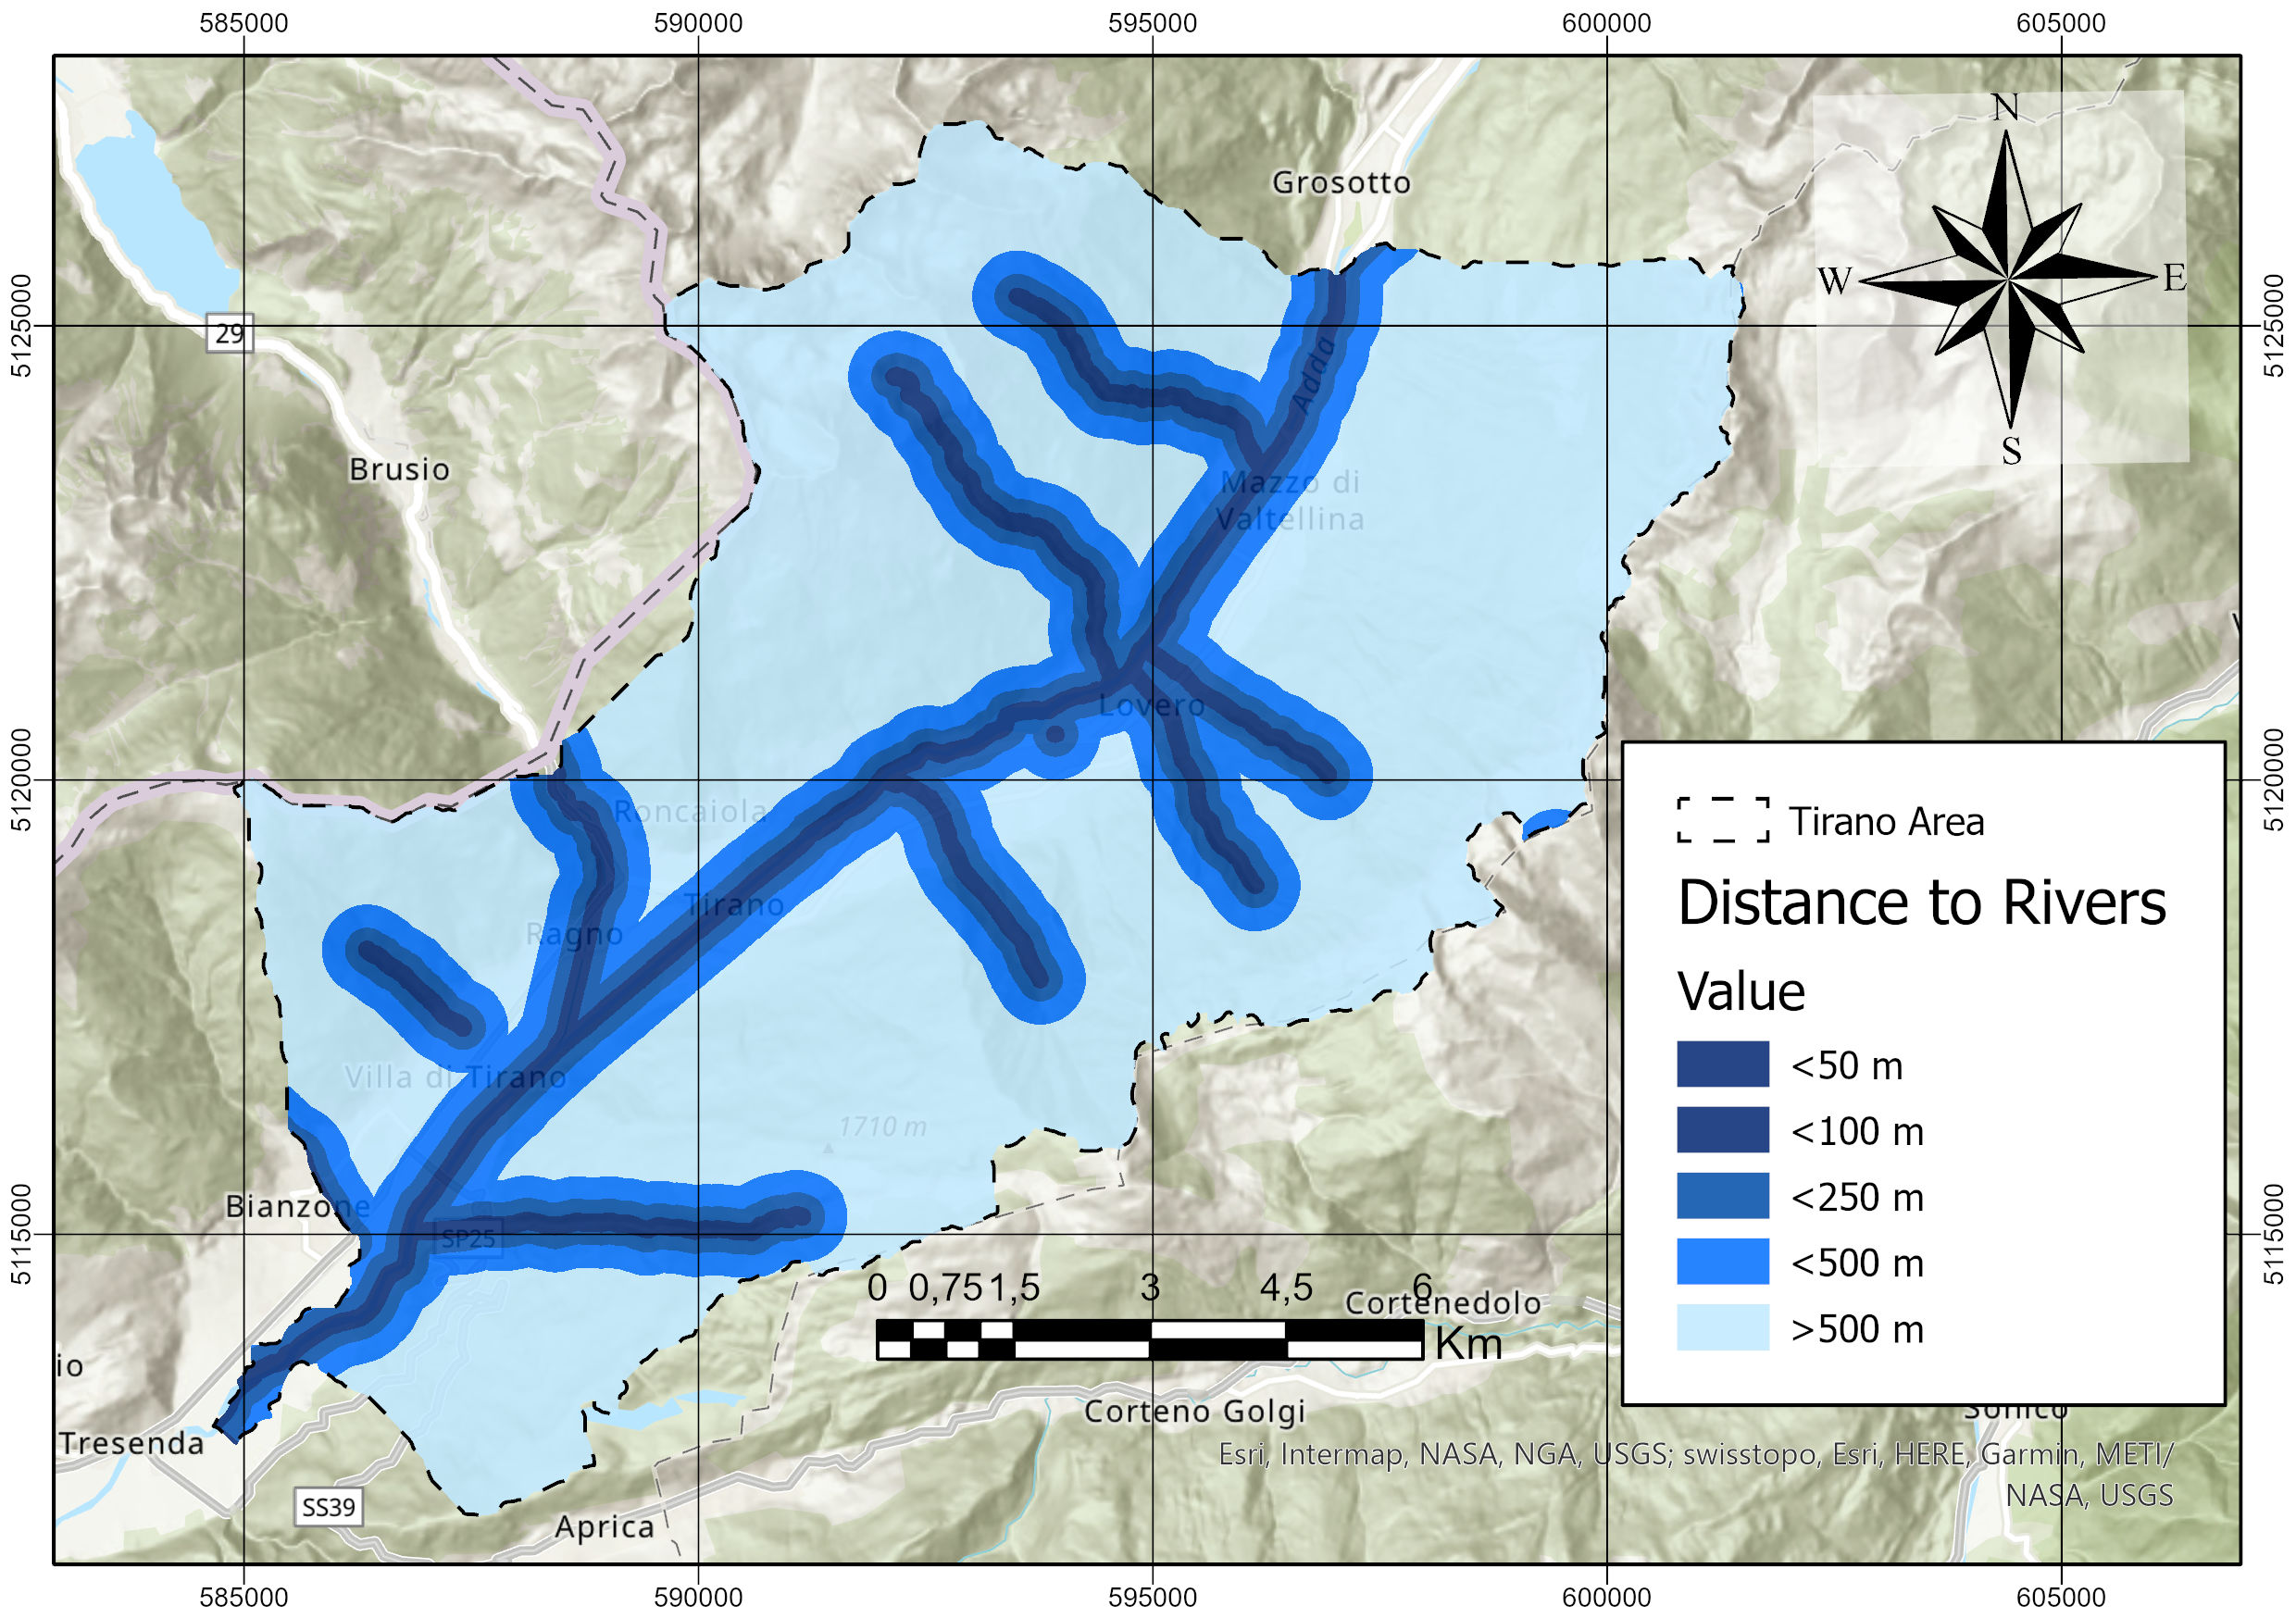 585000 590000 595000 600000 605000
N
Grosotto
W E
5125000 5125000
29
Adda
S
Brusio
Mazzo di
Valtellina
Lovero
5120000 5120000
Roncaiola
Tirano Area
Tirano
Distance to Rivers
Ragno
Value
Villa di Tirano
<50 m
1710 m
<100 m
<250 m
Bianzone
5115000 5115000
SP25
<500 m
0 0,75 1,5 3 4,5 6
Cortenedolo
>500 m
Km
io
Corteno Golgi
Sonico
Tresenda
Esri, Intermap, NASA, NGA, USGS; swisstopo, Esri, HERE, Garmin, METI/
NASA, USGS
SS39
Aprica
585000 590000 595000 600000 605000